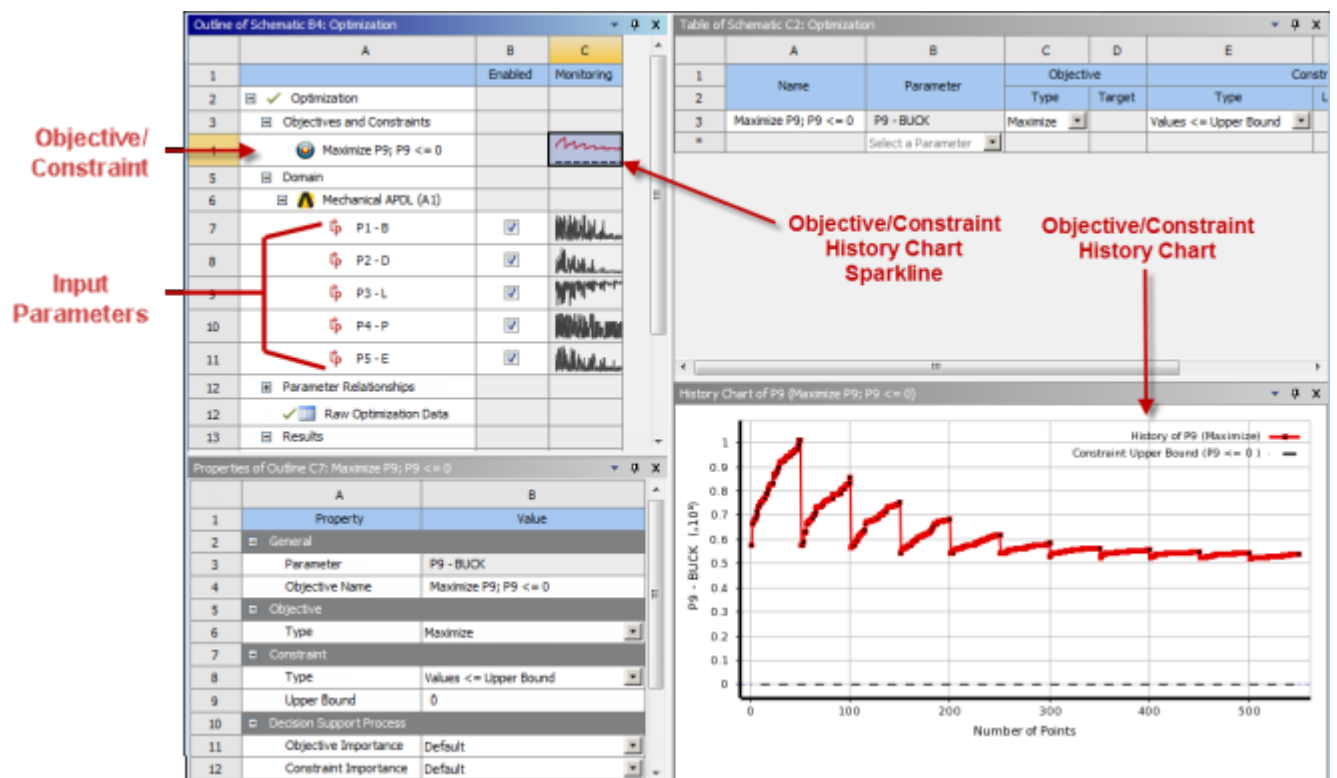 Outline of Schematic B4: Optimization
A B C
1 Enabled Monitoring
2 Optimization
3 Objectives and Constraints
Maximize P9; P9 <= 0
5 Domain
6 Mechanical APDL (A1)
7 P1 - B
8 P2 - D
9 P3 - L
10 P4 - P
11 P5 - E
12 Parameter Relationships
12 Raw Optimization Data
13 Results
Objective/
Constraint
Input
Parameters
Table of Schematic C2: Optimization
A B C D E
1 Name Parameter Objective Constr
2 Type Target Type L
3 Maximize P9; P9 <= 0 P9 - BUCK Maximize Values <= Upper Bound
* Select a Parameter
Objective/Constraint
History Chart
Sparkline
Objective/Constraint
History Chart
Properties of Outline C7: Maximize P9; P9 <= 0
A B
1 Property Value
2 General
3 Parameter P9 - BUCK
4 Objective Name Maximize P9; P9 <= 0
5 Objective
6 Type Maximize
7 Constraint
8 Type Values <= Upper Bound
9 Upper Bound 0
10 Decision Support Process
11 Objective Importance Default
12 Constraint Importance Default
History Chart of P9 (Maximize P9; P9 <= 0)
History of P9 (Maximize)
Constraint Upper Bound (P9 <= 0 )
1
0.9
0.8
0.7
0.6
0.5
0.4
0.3
0.2
0.1
0
P9 - BUCK
0 100 200 300 400 500
Number of Points